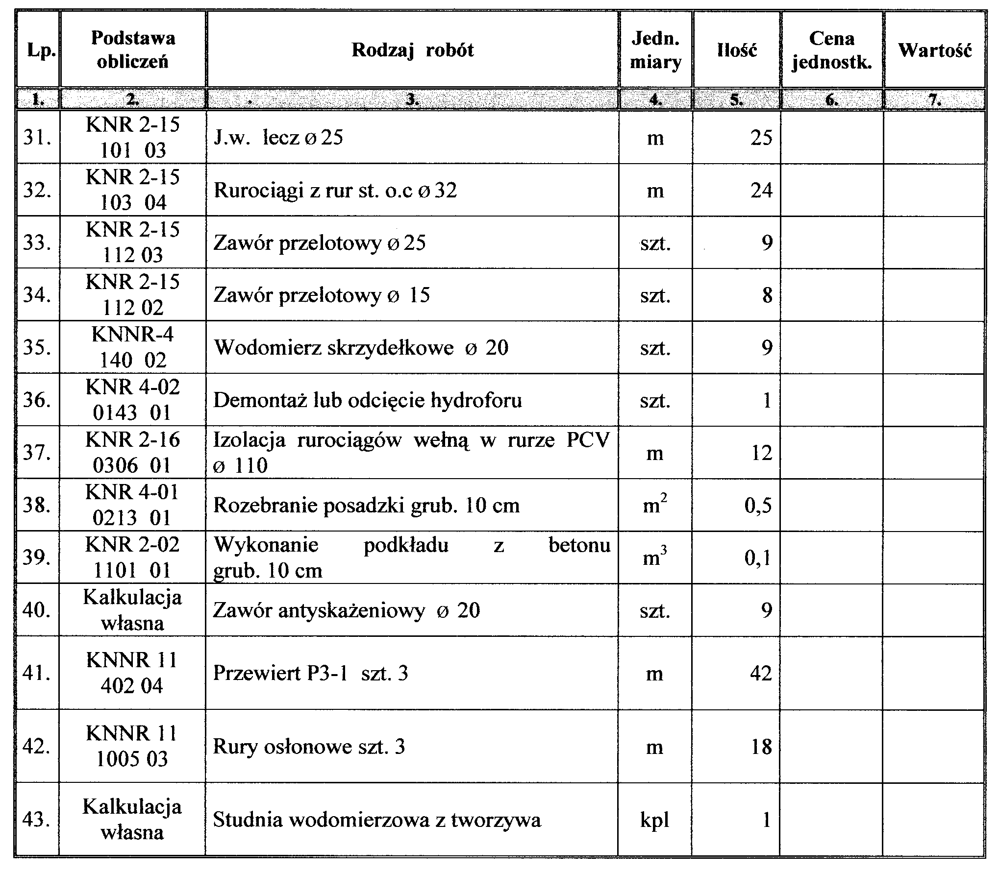 Lp. Podstawa obliczeń Rodzaj robót Jedn. miary Ilość Cena jednostk. Wartość
1. 2. 3. 4. 5. 6. 7.
31. KNR 2-15 101 03 J.w. lecz ø 25 m 25
32. KNR 2-15 103 04 Rurociągi z rur st. o.c ø 32 m 24
33. KNR 2-15 112 03 Zawór przelotowy ø 25 szt. 9
34. KNR 2-15 112 02 Zawór przelotowy ø 15 szt. 8
35. KNNR-4 140 02 Wodomierz skrzydełkowe ø 20 szt. 9
36. KNR 4-02 0143 01 Demontaż lub odcięcie hydroforu szt. 1
37. KNR 2-16 0306 01 Izolacja rurociągów wełną w rurze PCV ø 110 m 12
38. KNR 4-01 0213 01 Rozebranie posadzki grub. 10 cm m² 0,5
39. KNR 2-02 1101 01 Wykonanie podkładu z betonu grub. 10 cm m³ 0,1
40. Kalkulacja własna Zawór antyskażeniowy ø 20 szt. 9
41. KNNR 11 402 04 Przewiert P3-1 szt. 3 m 42
42. KNNR 11 1005 03 Rury osłonowe szt. 3 m 18
43. Kalkulacja własna Studnia wodomierzowa z tworzywa kpl 1